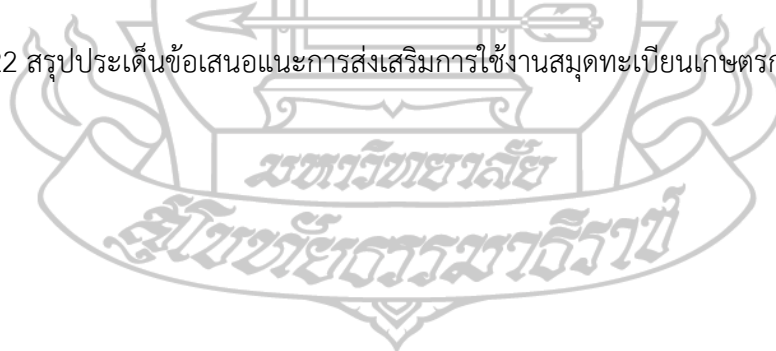 22 สรุปประเด็นข้อเสนอแนะการส่งเสริมการใช้งานสมุดทะเบียนเกษตรก
มหาวิทยาลัย
สุโขทัยธรรมาธิราช